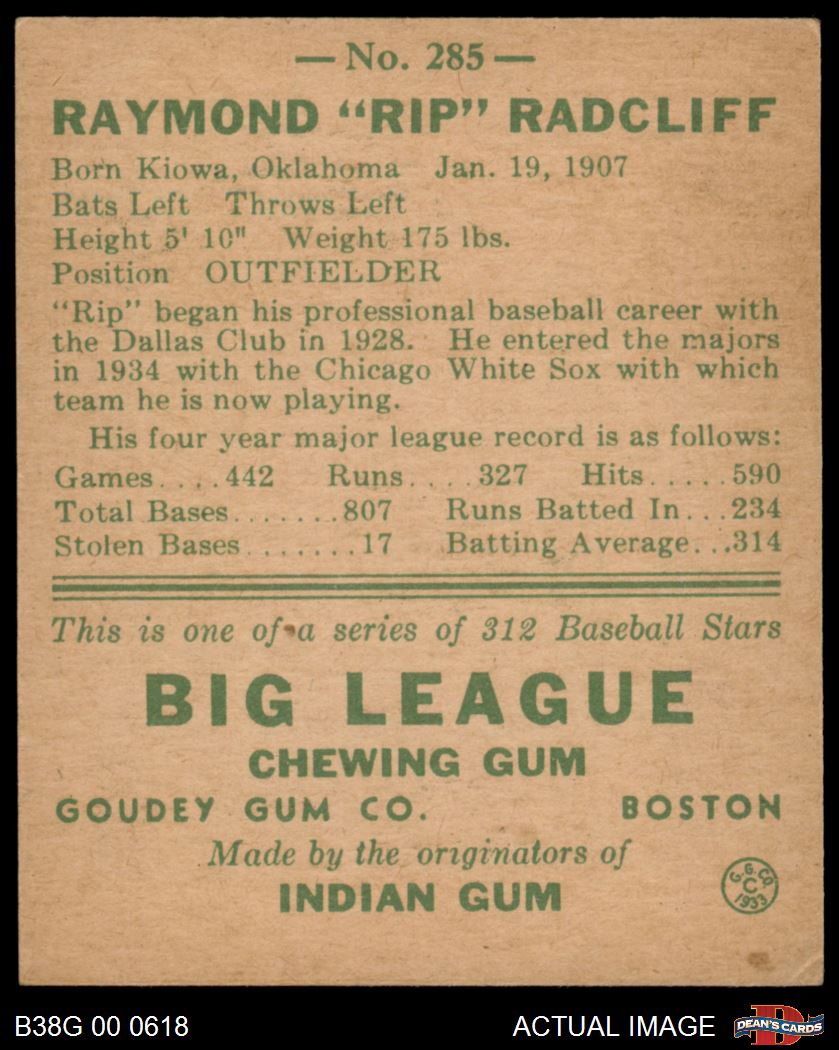 — No. 285 —
RAYMOND “RIP” RADCLIFF
Born Kiowa, Oklahoma Jan. 19, 1907
Bats Left Throws Left
Height 5' 10" Weight 175 lbs.
Position OUTFIELDER
“Rip” began his professional baseball career with
the Dallas Club in 1928. He entered the majors
in 1934 with the Chicago White Sox with which
team he is now playing.
His four year major league record is as follows:
Games....442 Runs....327 Hits.....590
Total Bases.......807 Runs Batted In...234
Stolen Bases.......17 Batting Average...314
This is one of a series of 312 Baseball Stars
BIG LEAGUE
CHEWING GUM
GOUDEY GUM CO. BOSTON
Made by the originators of
INDIAN GUM
G.G.CO.
C
1933
B38G 00 0618 ACTUAL IMAGE
D
DEAN'S CARDS